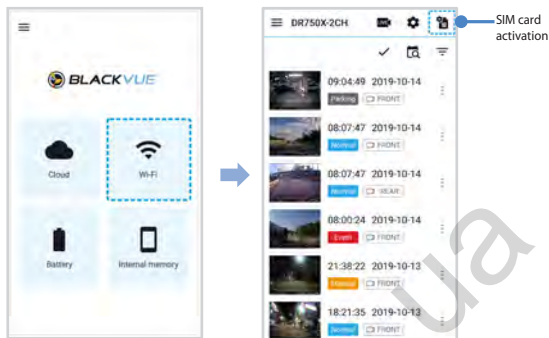 BLACKVUE
Cloud
Wi-Fi
Battery
Internal memory
DR750X-2CH
LIVE
SIM card
activation
09:04:49 2019-10-14
Parking FRONT
08:07:47 2019-10-14
Normal FRONT
08:07:47 2019-10-14
Normal REAR
08:00:24 2019-10-14
Event FRONT
21:38:22 2019-10-13
Manual FRONT
18:21:35 2019-10-13
Normal FRONT
ua